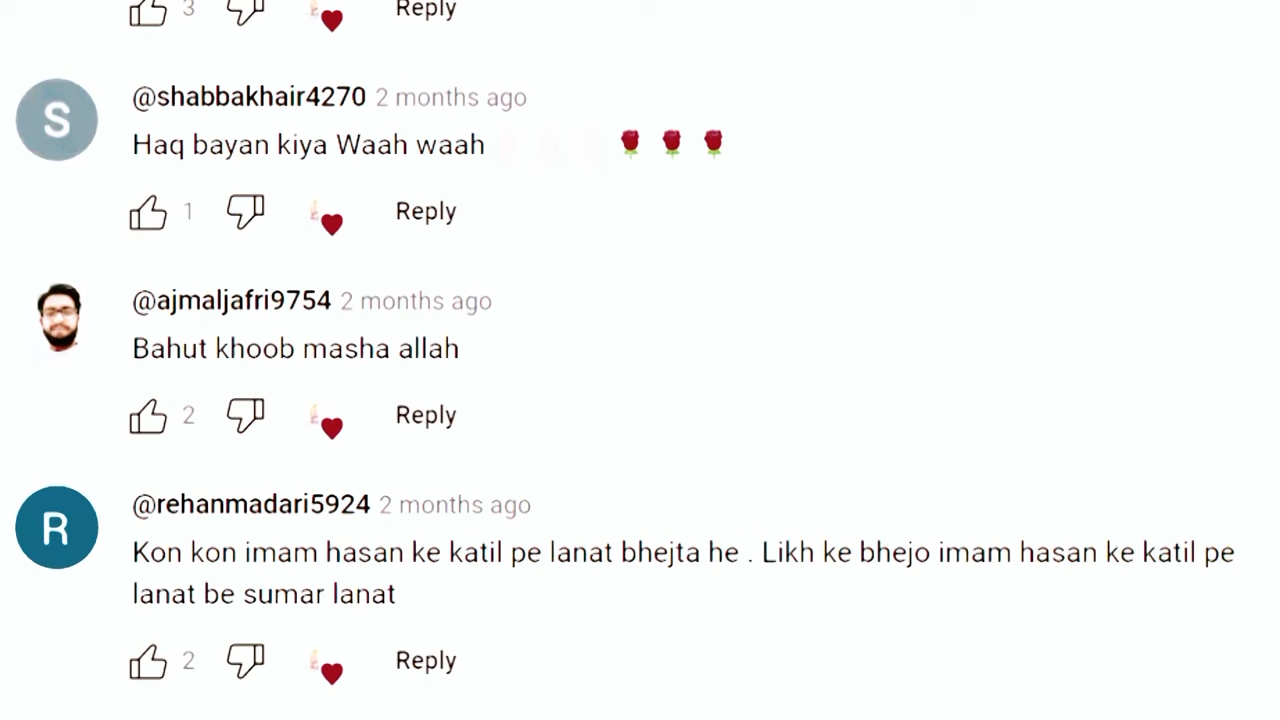 3 Reply
@shabbakhair4270 2 months ago
Haq bayan kiya Waah waah
1 Reply
@ajmaljafri9754 2 months ago
Bahut khoob masha allah
2 Reply
@rehanmadari5924 2 months ago
Kon kon imam hasan ke katil pe lanat bhejta he . Likh ke bhejo imam hasan ke katil pe
lanat be sumar lanat
2 Reply
S
R